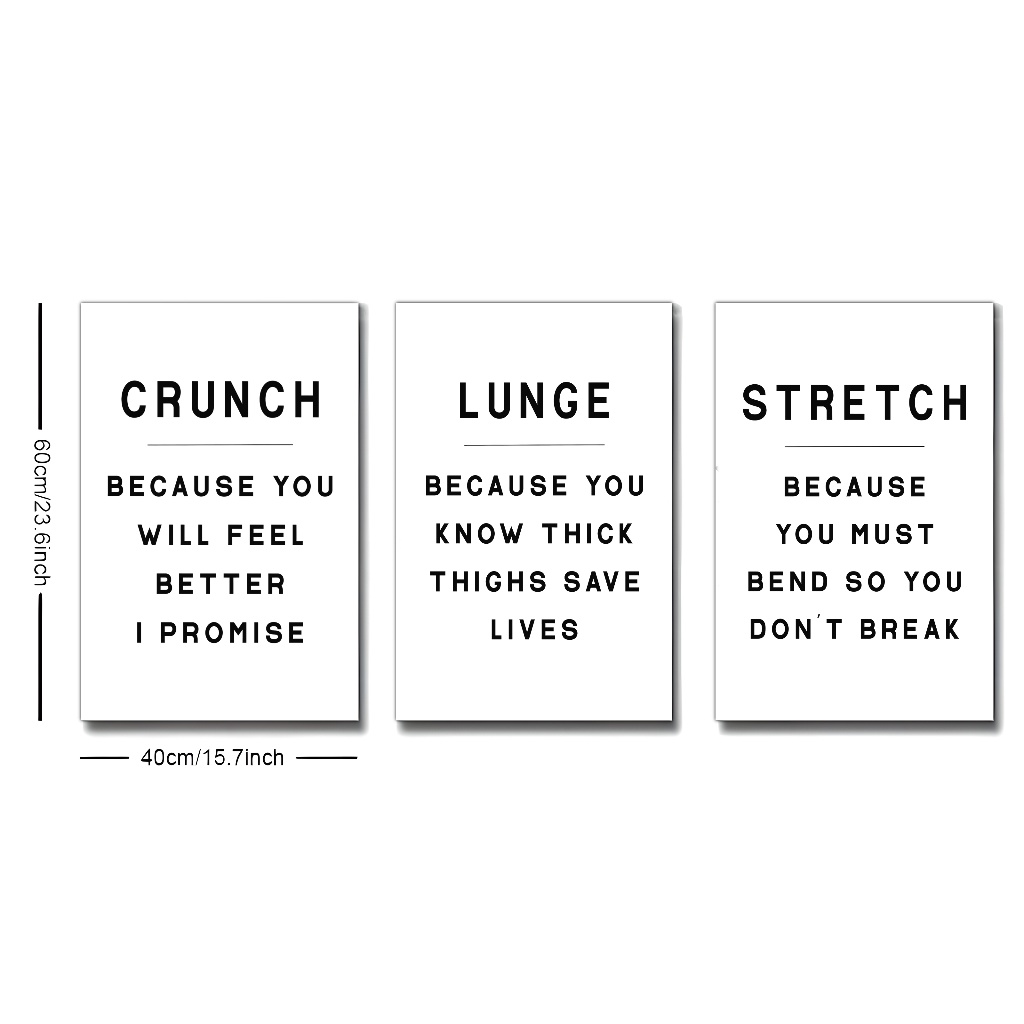 60cm/23.6inch
CRUNCH
BECAUSE YOU
WILL FEEL
BETTER
I PROMISE
LUNGE
BECAUSE YOU
KNOW THICK
THIGHS SAVE
LIVES
STRETCH
BECAUSE
YOU MUST
BEND SO YOU
DON'T BREAK
40cm/15.7inch